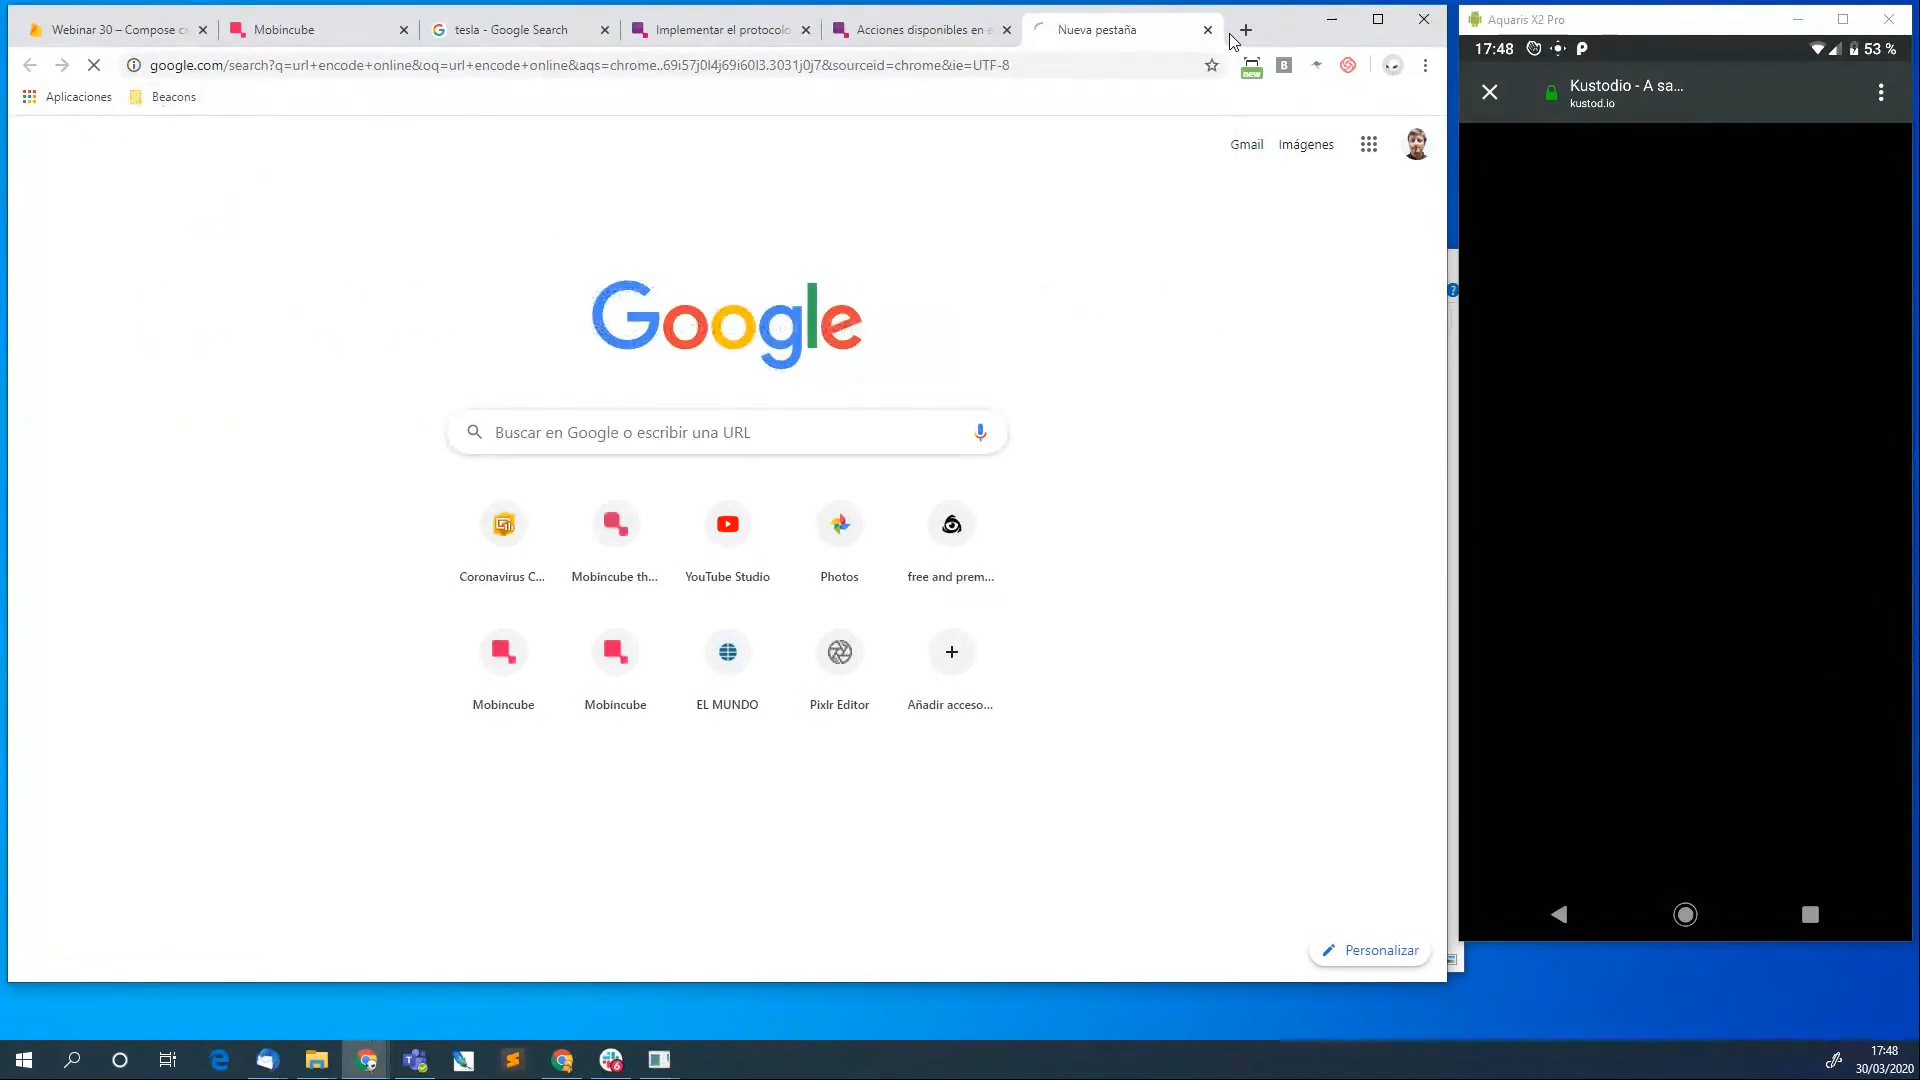 Webinar 30 – Compose ca
Mobincube
tesla - Google Search
Implementar el protocolo
Acciones disponibles en e
Nueva pestaña
google.com/search?q=url+encode+online&oq=url+encode+online&aqs=chrome..69i57j0l4j69i60l3.3031j0j7&sourceid=chrome&ie=UTF-8
new
B
Aplicaciones
Beacons
Gmail
Imágenes
Google
Buscar en Google o escribir una URL
Coronavirus C...
Mobincube th...
YouTube Studio
Photos
free and prem...
Mobincube
Mobincube
EL MUNDO
Pixlr Editor
Añadir acceso...
Personalizar
Aquaris X2 Pro
17:48
53 %
Kustodio - A sa...
kustod.io
17:48
30/03/2020